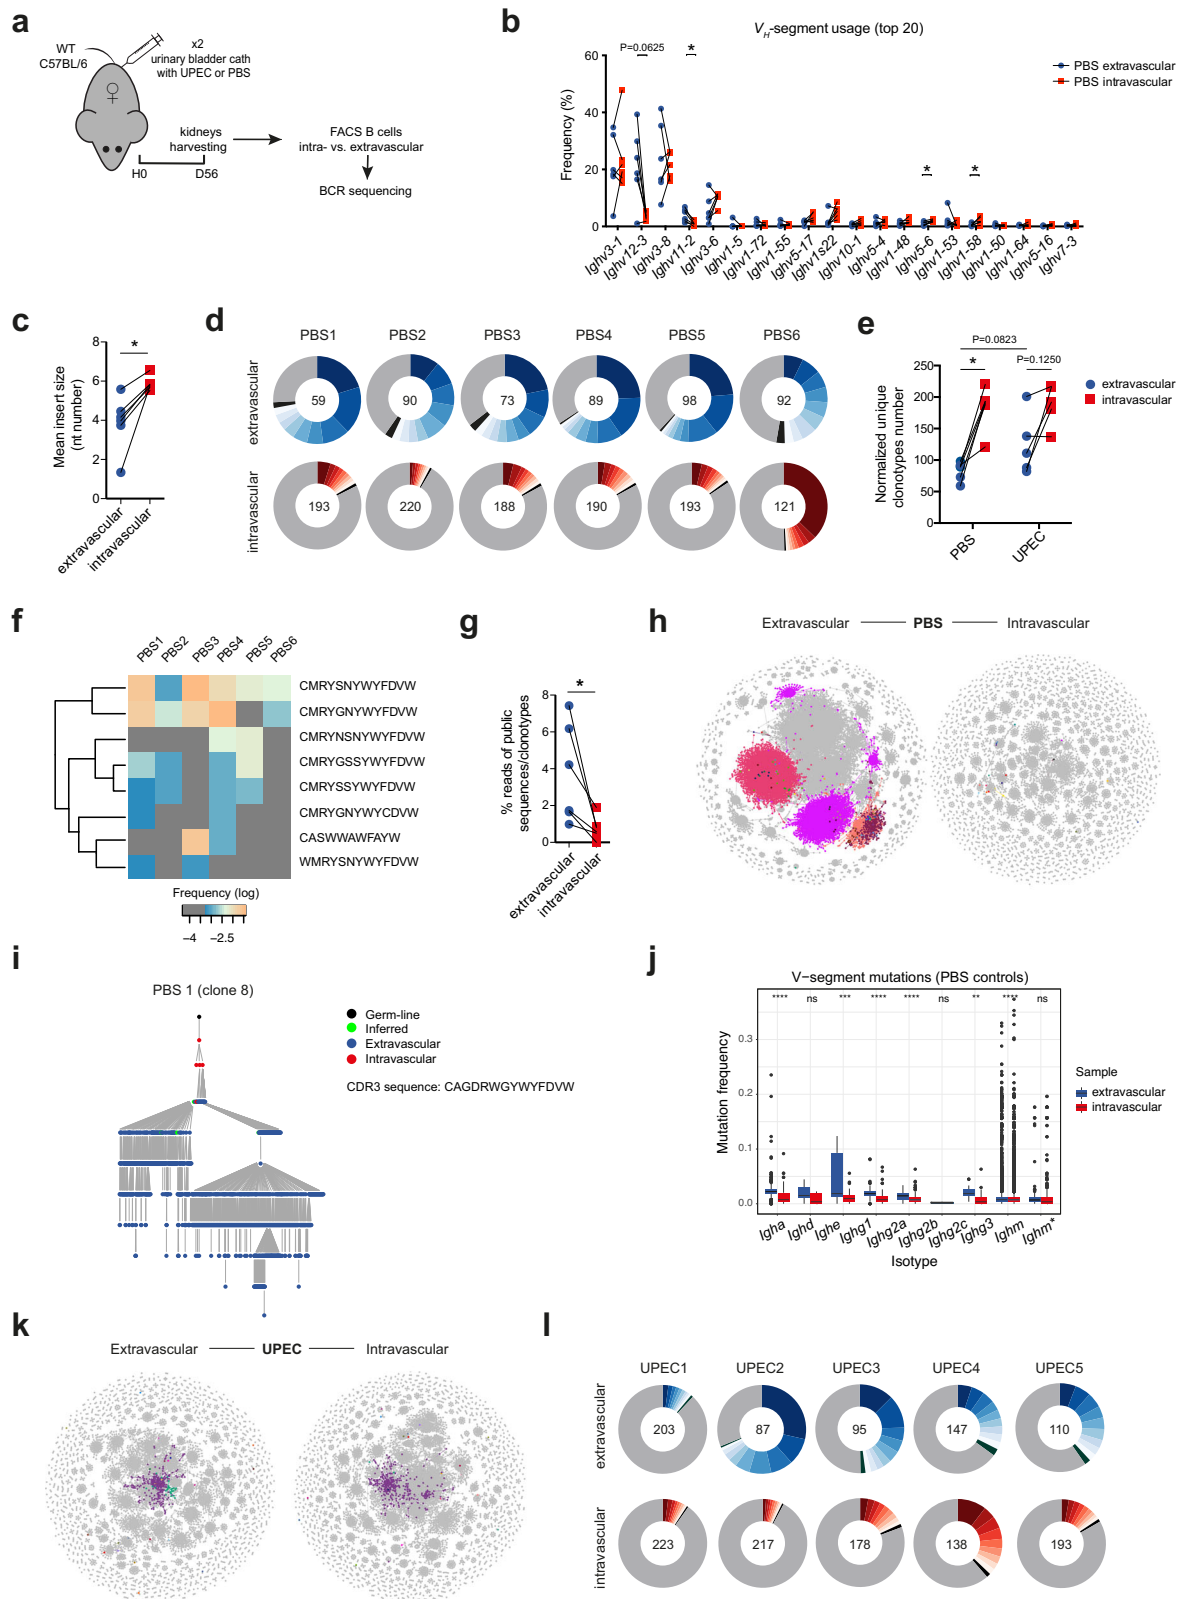 a
WT
C57BL/6
x2
urinary bladder cath
with UPEC or PBS
♀
kidneys
harvesting
H0
D56
FACS B cells
intra- vs. extravascular
BCR sequencing
b
VH-segment usage (top 20)
P=0.0625
*
*
*
Frequency (%)
60
40
20
0
PBS extravascular
PBS intravascular
Ighv3-1
Ighv12-3
Ighv3-8
Ighv11-2
Ighv3-6
Ighv1-5
Ighv1-72
Ighv1-55
Ighv5-17
Ighv1s22
Ighv10-1
Ighv5-4
Ighv1-48
Ighv5-6
Ighv1-53
Ighv1-58
Ighv1-50
Ighv1-64
Ighv5-16
Ighv7-3
c
Mean insert size
(nt number)
8
6
4
2
0
*
extravascular
intravascular
d
PBS1 PBS2 PBS3 PBS4 PBS5 PBS6
extravascular
59 90 73 89 98 92
intravascular
193 220 188 190 193 121
e
P=0.0823
*
P=0.1250
Normalized unique
clonotypes number
250
200
150
100
50
0
PBS
UPEC
extravascular
intravascular
f
PBS1 PBS2 PBS3 PBS4 PBS5 PBS6
CMRYSNYWYFDVW
CMRYGNYWYFDVW
CMRYNSNYWYFDVW
CMRYGSSYWYFDVW
CMRYSSYWYFDVW
CMRYGNYWYCDVW
CASWWAWFAYW
WMRYSNYWYFDVW
Frequency (log)
−4 −2.5
g
% reads of public
sequences/clonotypes
8
6
4
2
0
*
extravascular
intravascular
h
Extravascular PBS Intravascular
i
PBS 1 (clone 8)
Germ-line
Inferred
Extravascular
Intravascular
CDR3 sequence: CAGDRWGYWYFDVW
j
V−segment mutations (PBS controls)
**** ns *** **** **** ns ** **** ns
Mutation frequency
0.3
0.2
0.1
0.0
Sample
extravascular
intravascular
Igha
Ighd
Ighe
Ighg1
Ighg2a
Ighg2b
Ighg2c
Ighg3
Ighm
Ighm*
Isotype
k
Extravascular UPEC Intravascular
l
UPEC1 UPEC2 UPEC3 UPEC4 UPEC5
extravascular
203 87 95 147 110
intravascular
223 217 178 138 193